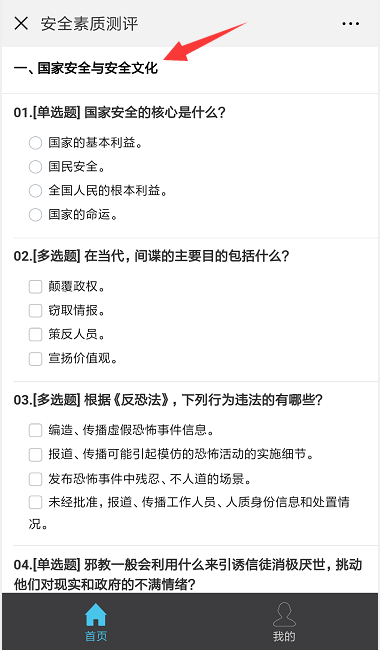 安全素质测评
一、国家安全与安全文化
01.[单选题] 国家安全的核心是什么？
国家的基本利益。
国民安全。
全国人民的根本利益。
国家的命运。
02.[多选题] 在当代，间谍的主要目的包括什么？
颠覆政权。
窃取情报。
策反人员。
宣扬价值观。
03.[多选题] 根据《反恐法》，下列行为违法的有哪些？
编造、传播虚假恐怖事件信息。
报道、传播可能引起模仿的恐怖活动的实施细节。
发布恐怖事件中残忍、不人道的场景。
未经批准，报道、传播工作人员、人质身份信息和处置情
况。
04.[单选题] 邪教一般会利用什么来引诱信徒消极厌世，挑动
他们对现实和政府的不满情绪？
首页
我的